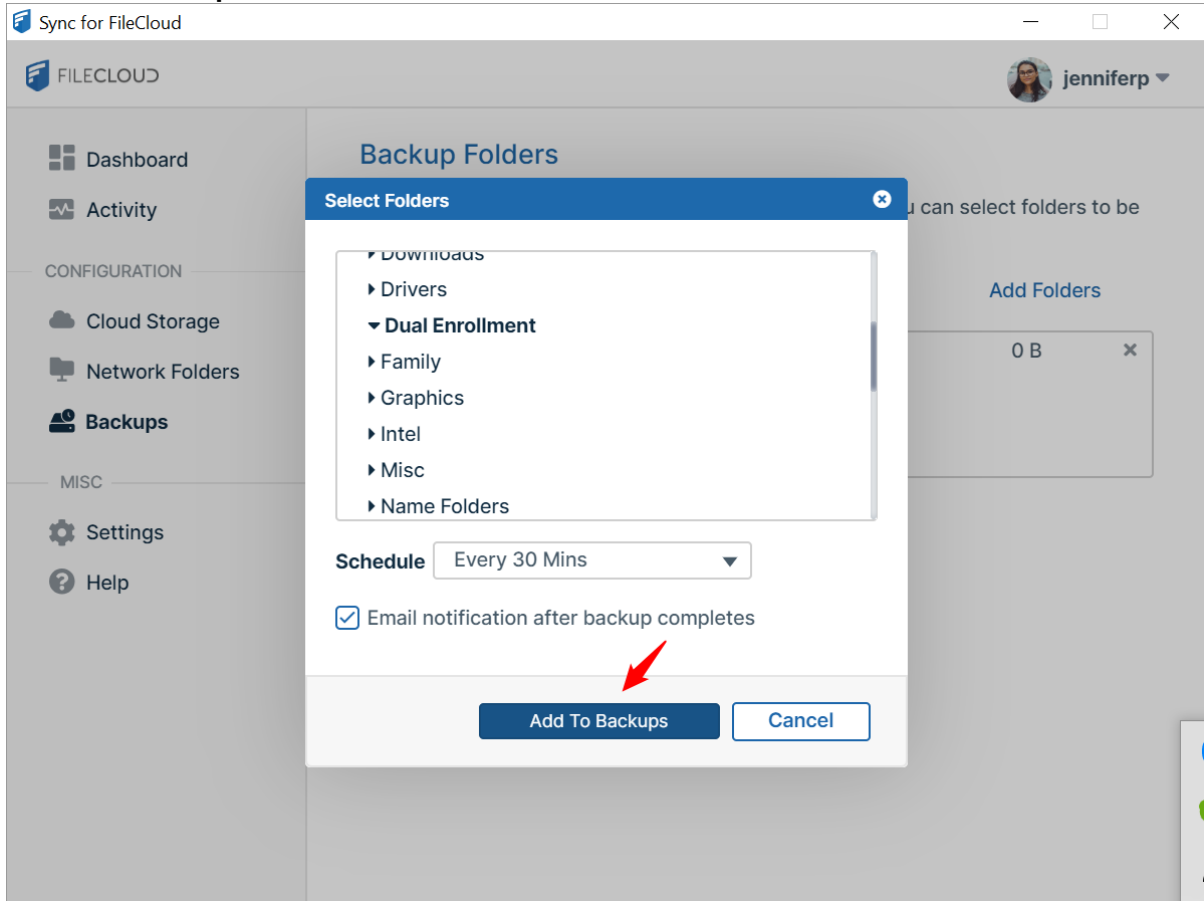 Sync for FileCloud
FILECLOUD
jenniferp
Dashboard
Activity
CONFIGURATION
Cloud Storage
Network Folders
Backups
MISC
Settings
Help
Backup Folders
can select folders to be
Add Folders
0 B
Select Folders
Downloads
Drivers
Dual Enrollment
Family
Graphics
Intel
Misc
Name Folders
Schedule Every 30 Mins
Email notification after backup completes
Add To Backups Cancel